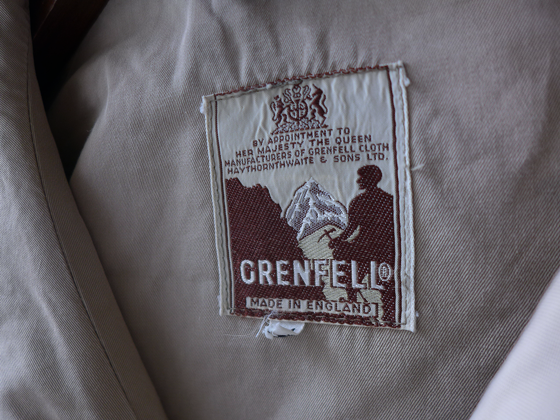 BY APPOINTMENT TO
HER MAJESTY THE QUEEN
MANUFACTURERS OF GRENFELL CLOTH
HAYTHORNTHWAITE & SONS LTD.
GRENFELL®
MADE IN ENGLAND